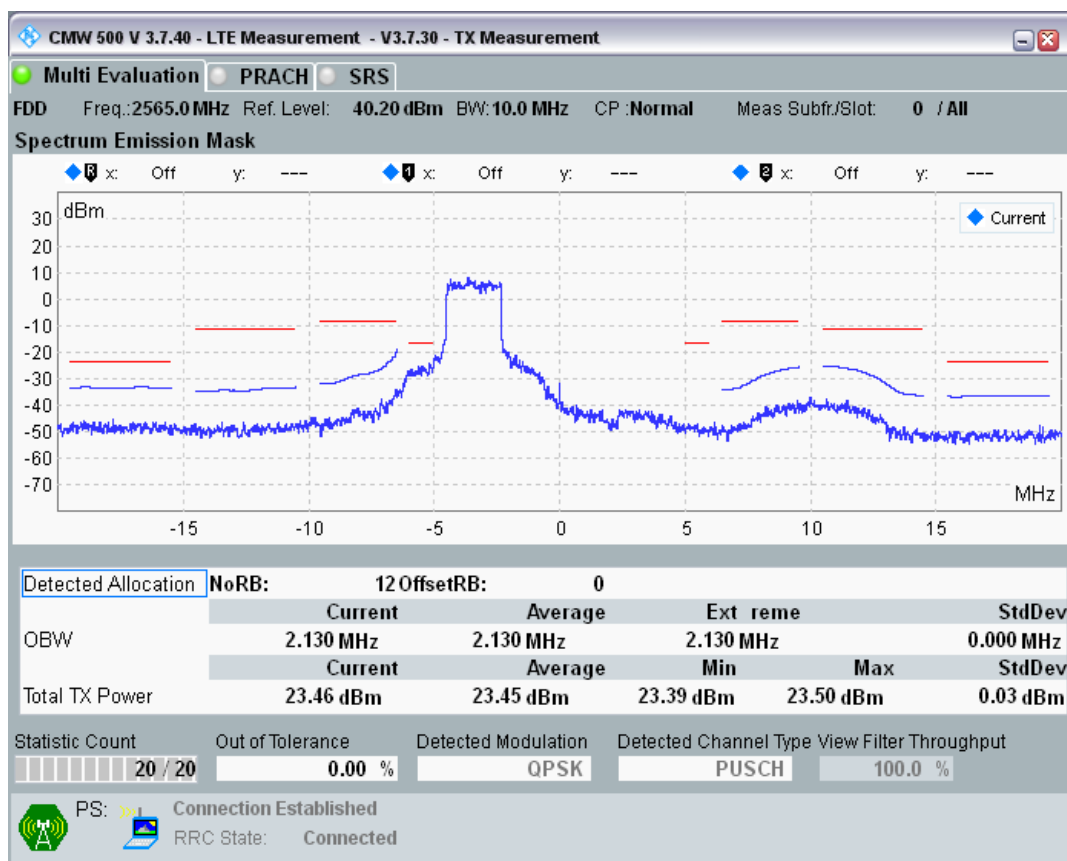 CMW 500 V 3.7.40 - LTE Measurement - V3.7.30 - TX Measurement
Multi Evaluation PRACH SRS
FDD Freq.:2565.0 MHz Ref. Level: 40.20 dBm BW:10.0 MHz CP :Normal Meas Subfr./Slot: 0 / All
Spectrum Emission Mask
R x: Off y: --- 1 x: Off y: --- 2 x: Off y: ---
dBm
Current
30
20
10
0
-10
-20
-30
-40
-50
-60
-70
MHz
-15 -10 -5 0 5 10 15
Detected Allocation NoRB: 12 OffsetRB: 0
Current Average Ext reme StdDev
OBW 2.130 MHz 2.130 MHz 2.130 MHz 0.000 MHz
Current Average Min Max StdDev
Total TX Power 23.46 dBm 23.45 dBm 23.39 dBm 23.50 dBm 0.03 dBm
Statistic Count Out of Tolerance Detected Modulation Detected Channel Type View Filter Throughput
20 / 20 0.00 % QPSK PUSCH 100.0 %
PS: Connection Established
RRC State: Connected